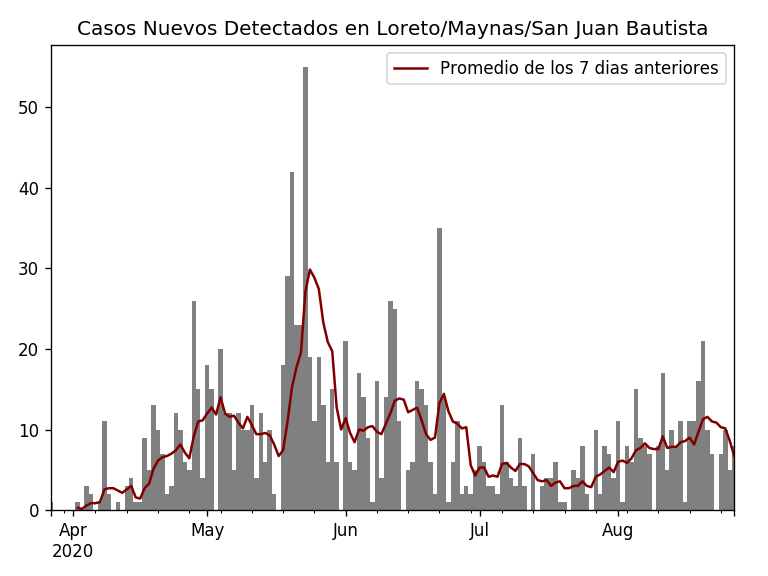 Casos Nuevos Detectados en Loreto/Maynas/San Juan Bautista
Promedio de los 7 dias anteriores
50
40
30
20
10
0
Apr May Jun Jul Aug
2020